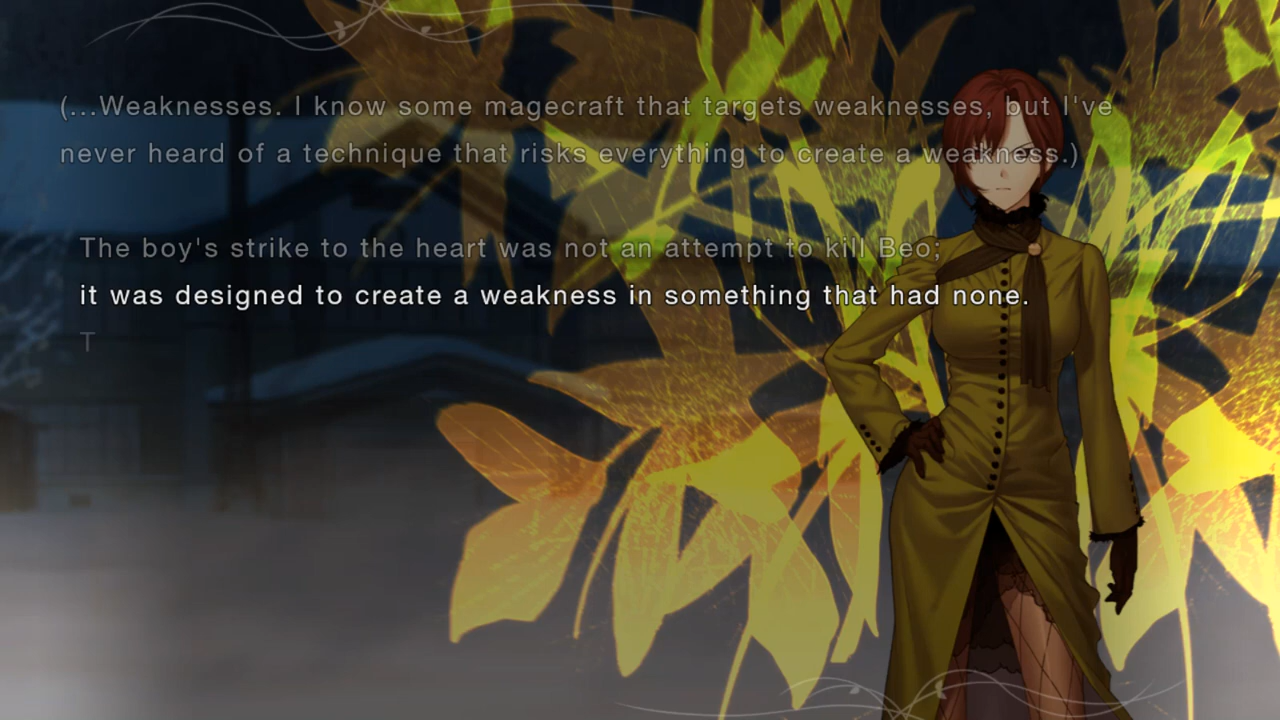 (...Weaknesses. I know some magecraft that targets weaknesses, but I've
never heard of a technique that risks everything to create a weakness.)
The boy's strike to the heart was not an attempt to kill Beo;
it was designed to create a weakness in something that had none.
T